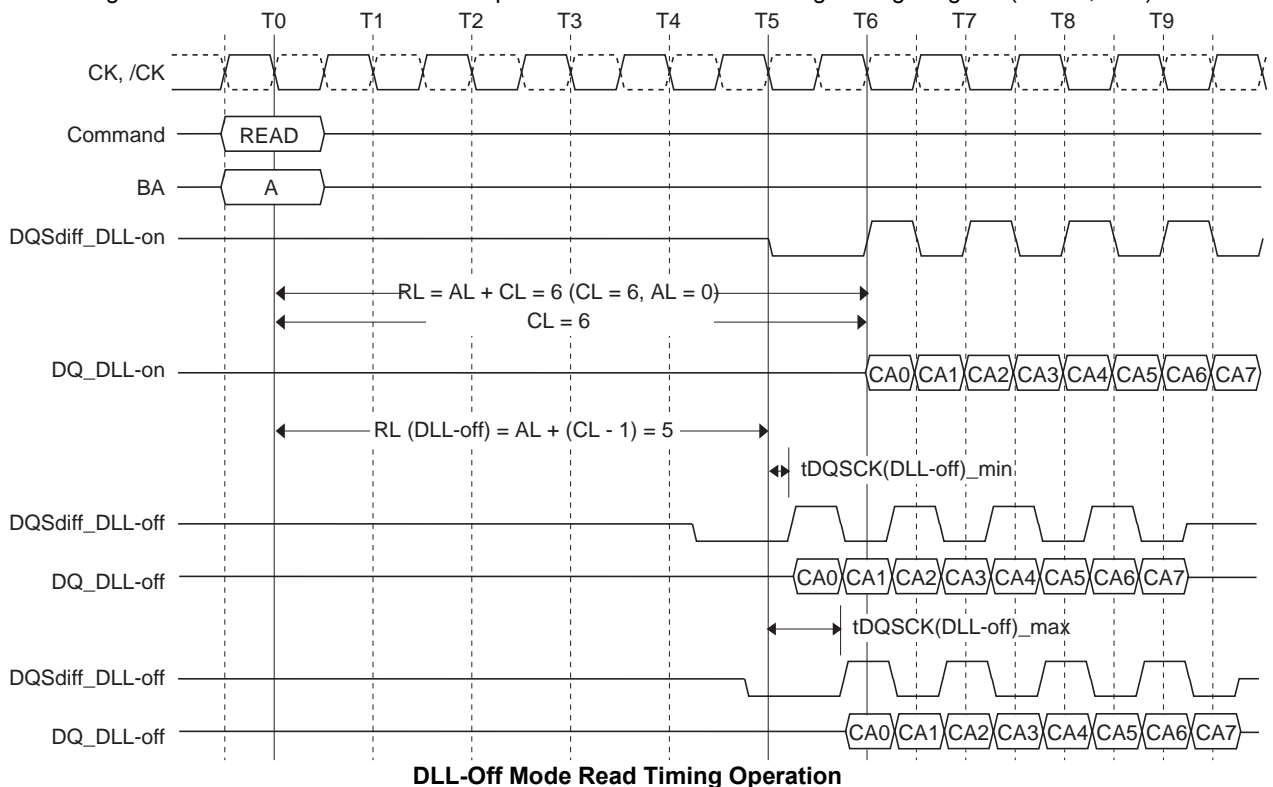 T0 T1 T2 T3 T4 T5 T6 T7 T8 T9
CK, /CK
Command READ
BA A
DQSdiff_DLL-on
RL = AL + CL = 6 (CL = 6, AL = 0)
CL = 6
DQ_DLL-on CA0 CA1 CA2 CA3 CA4 CA5 CA6 CA7
RL (DLL-off) = AL + (CL - 1) = 5
tDQSCK(DLL-off)_min
DQSdiff_DLL-off
DQ_DLL-off CA0 CA1 CA2 CA3 CA4 CA5 CA6 CA7
tDQSCK(DLL-off)_max
DQSdiff_DLL-off
DQ_DLL-off CA0 CA1 CA2 CA3 CA4 CA5 CA6 CA7
DLL-Off Mode Read Timing Operation